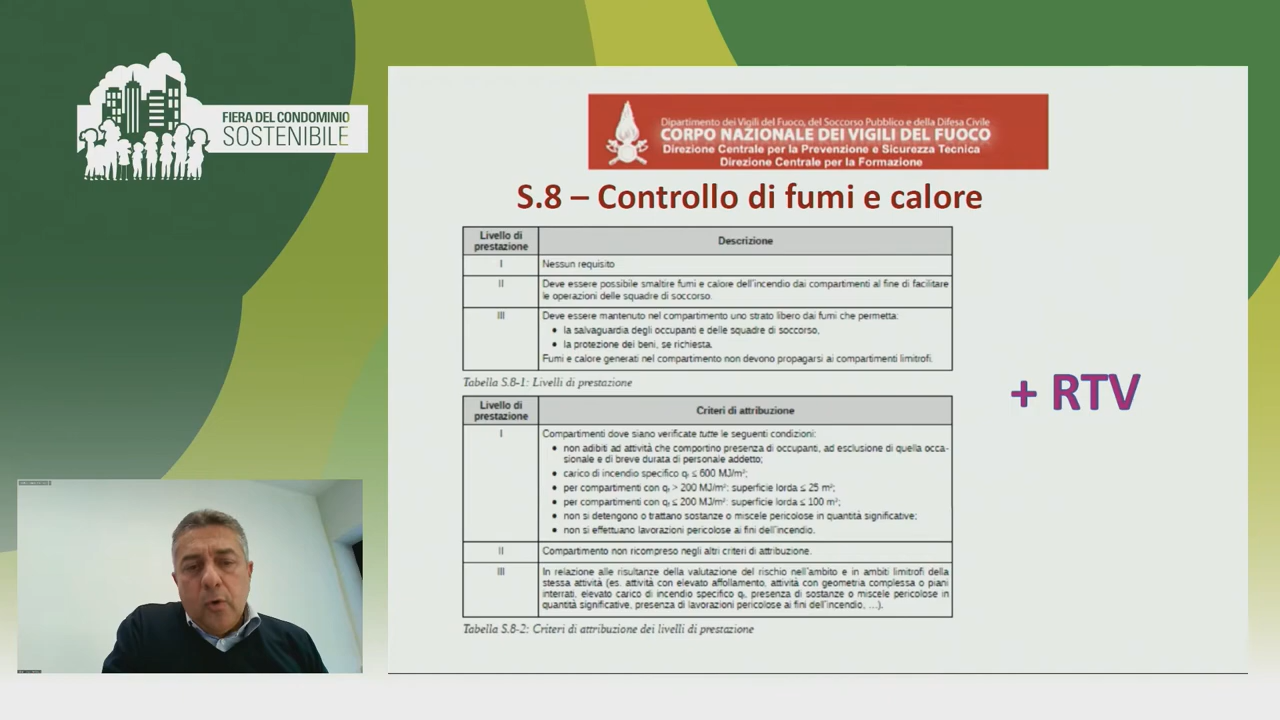 FIERA DEL CONDOMINIO
SOSTENIBILE
Dipartimento dei Vigili del Fuoco, del Soccorso Pubblico e della Difesa Civile
CORPO NAZIONALE DEI VIGILI DEL FUOCO
Direzione Centrale per la Prevenzione e Sicurezza Tecnica
Direzione Centrale per la Formazione
S.8 – Controllo di fumi e calore
Livello di prestazione
Descrizione
I
Nessun requisito
II
Deve essere possibile smaltire fumi e calore dell'incendio dai compartimenti al fine di facilitare
le operazioni delle squadre di soccorso.
III
Deve essere mantenuto nel compartimento uno strato libero dai fumi che permetta:
• la salvaguardia degli occupanti e delle squadre di soccorso,
• la protezione dei beni, se richiesta.
Fumi e calore generati nel compartimento non devono propagarsi ai compartimenti limitrofi.
Tabella S.8-1: Livelli di prestazione
+ RTV
Livello di prestazione
Criteri di attribuzione
I
Compartimenti dove siano verificate tutte le seguenti condizioni:
• non adibiti ad attività che comportino presenza di occupanti, ad esclusione di quella occa-
sionale e di breve durata di personale addetto;
• carico di incendio specifico qf ≤ 600 MJ/m²;
• per compartimenti con qf > 200 MJ/m²: superficie lorda ≤ 25 m²;
• per compartimenti con qf ≤ 200 MJ/m²: superficie lorda ≤ 100 m²;
• non si detengono o trattano sostanze o miscele pericolose in quantità significative;
• non si effettuano lavorazioni pericolose ai fini dell'incendio.
II
Compartimento non ricompreso negli altri criteri di attribuzione.
III
In relazione alle risultanze della valutazione del rischio nell'ambito e in ambiti limitrofi della
stessa attività (es. attività con elevato affollamento, attività con geometria complessa o piani
interrati, elevato carico di incendio specifico qf, presenza di sostanze o miscele pericolose in
quantità significative, presenza di lavorazioni pericolose ai fini dell'incendio, ...).
Tabella S.8-2: Criteri di attribuzione dei livelli di prestazione